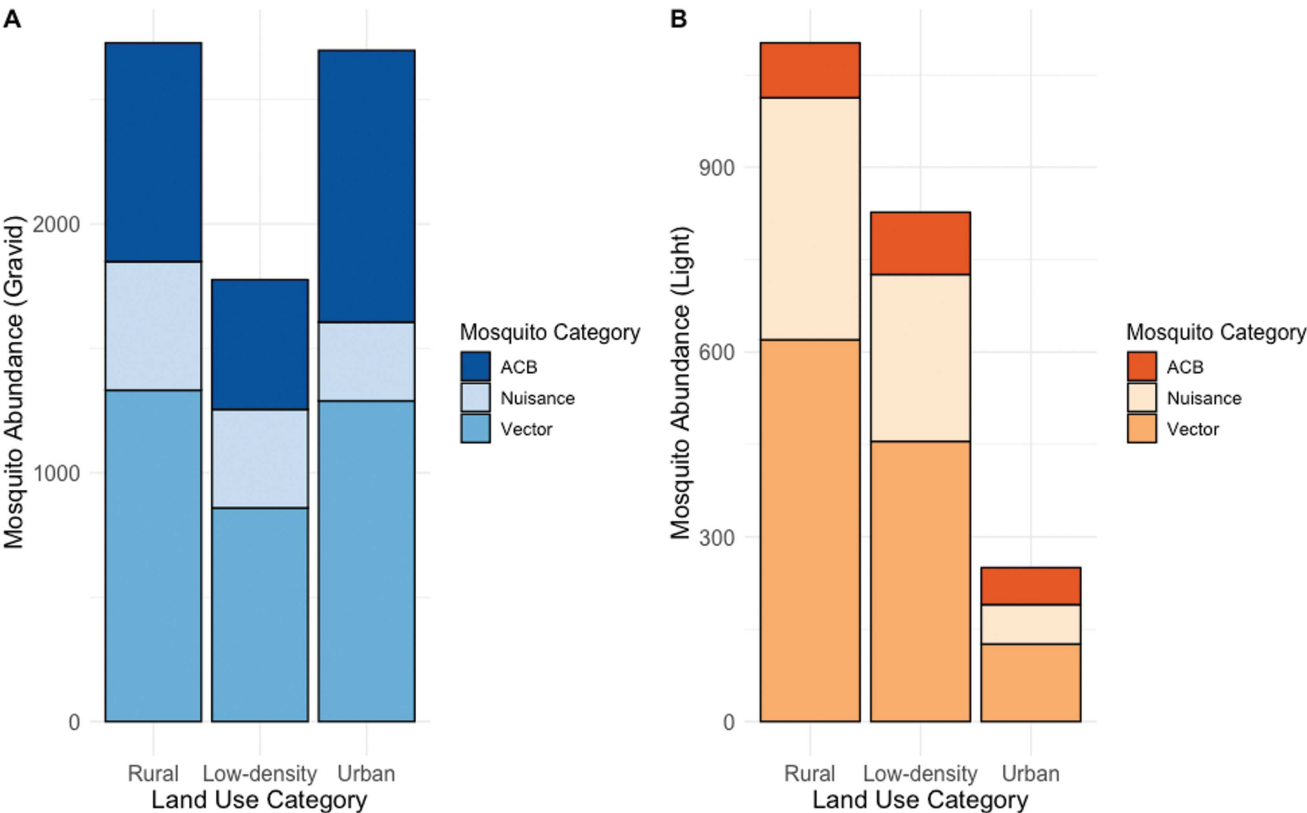 A
Mosquito Abundance (Gravid)
2000
1000
0
Rural Low-density Urban
Land Use Category
Mosquito Category
ACB
Nuisance
Vector
B
Mosquito Abundance (Light)
900
600
300
0
Rural Low-density Urban
Land Use Category
Mosquito Category
ACB
Nuisance
Vector